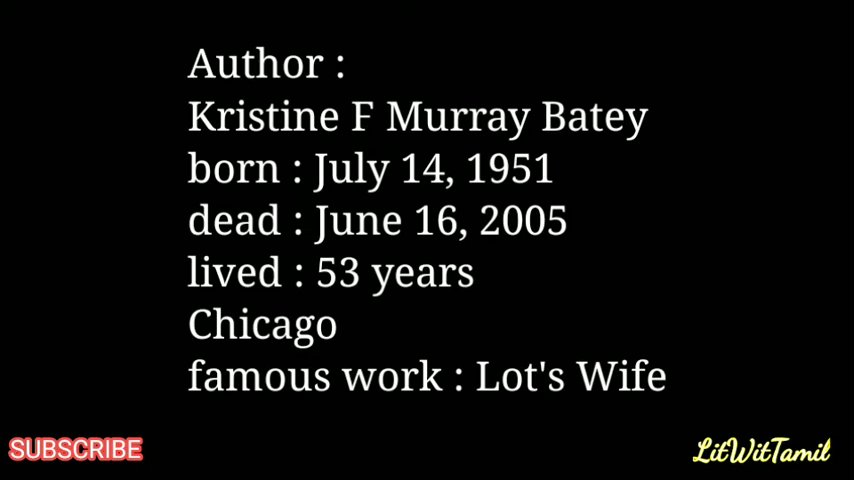 Author :
Kristine F Murray Batey
born : July 14, 1951
dead : June 16, 2005
lived : 53 years
Chicago
famous work : Lot's Wife
SUBSCRIBE
LitWitTamil